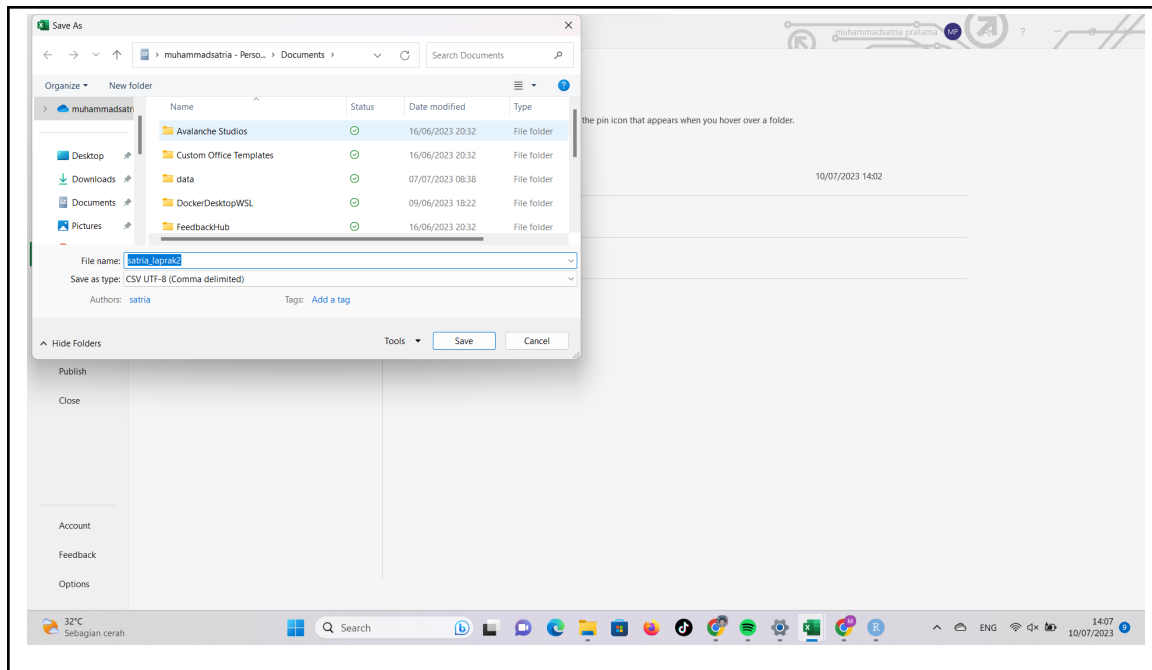 Save As
muhammadsatria pratama MP
muhammadsatria - Perso... > Documents >
Search Documents
Organize
New folder
muhammadsatri
Name Status Date modified Type
the pin icon that appears when you hover over a folder.
Avalanche Studios 16/06/2023 20:32 File folder
Desktop
Custom Office Templates 16/06/2023 20:32 File folder
Downloads
data 07/07/2023 08:38 File folder
10/07/2023 14:02
Documents
DockerDesktopWSL 09/06/2023 18:22 File folder
Pictures
FeedbackHub 16/06/2023 20:32 File folder
File name: satria_laprak2
Save as type: CSV UTF-8 (Comma delimited)
Authors: satria Tags: Add a tag
Hide Folders
Tools Save Cancel
Publish
Close
Account
Feedback
Options
32°C
Sebagian cerah
Search
ENG
14:07
10/07/2023
9